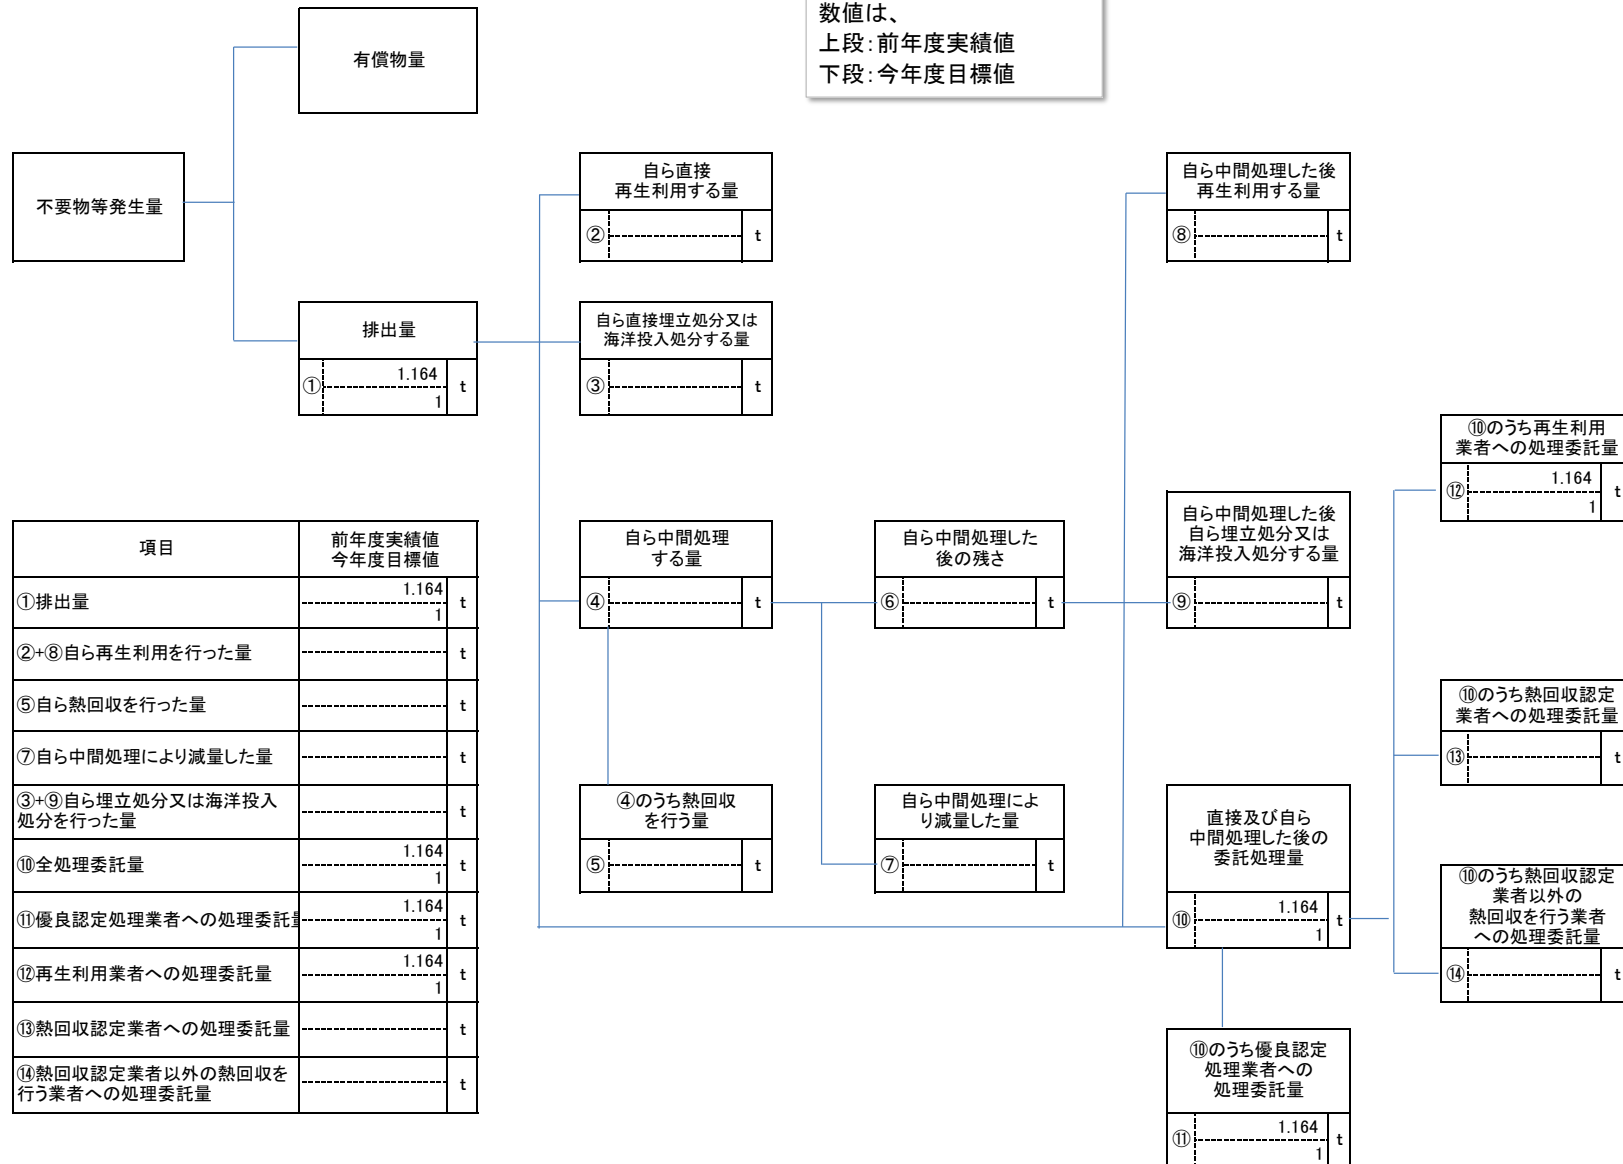 数値は、
上段：前年度実績値
下段：今年度目標値
有償物量
不要物等発生量
自ら直接
再生利用する量
② t
自ら中間処理した後
再生利用する量
⑧ t
排出量
① 1.164 t
1
自ら直接埋立処分又は
海洋投入処分する量
③ t
⑩のうち再生利用
業者への処理委託量
⑫ 1.164 t
1
自ら中間処理
する量
④ t
自ら中間処理した
後の残さ
⑥ t
自ら中間処理した後
自ら埋立処分又は
海洋投入処分する量
⑨ t
⑩のうち熱回収認定
業者への処理委託量
⑬ t
④のうち熱回収
を行う量
⑤ t
自ら中間処理によ
り減量した量
⑦ t
直接及び自ら
中間処理した後の
委託処理量
⑩ 1.164 t
1
⑩のうち熱回収認定
業者以外の
熱回収を行う業者
への処理委託量
⑭ t
⑩のうち優良認定
処理業者への
処理委託量
⑪ 1.164 t
1
項目 前年度実績値
今年度目標値
①排出量 1.164 t
1
②+⑧自ら再生利用を行った量 t
⑤自ら熱回収を行った量 t
⑦自ら中間処理により減量した量 t
③+⑨自ら埋立処分又は海洋投入
処分を行った量 t
⑩全処理委託量 1.164 t
1
⑪優良認定処理業者への処理委託量 1.164 t
1
⑫再生利用業者への処理委託量 1.164 t
1
⑬熱回収認定業者への処理委託量 t
⑭熱回収認定業者以外の熱回収を
行う業者への処理委託量 t